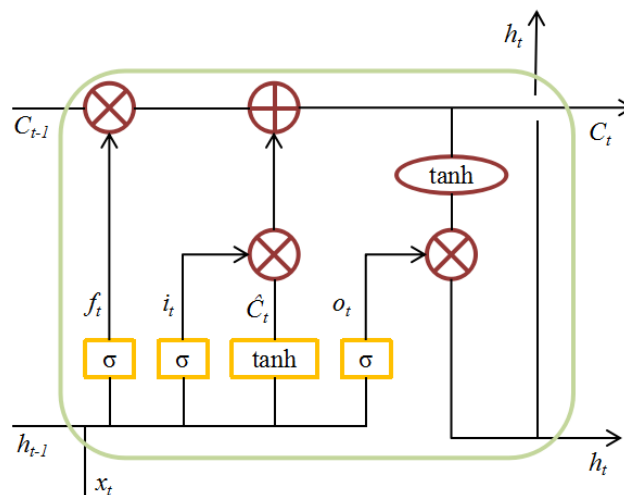 h_t
C_{t-1}
C_t
tanh
f_t
i_t
Ĉ_t
o_t
σ
σ
tanh
σ
h_{t-1}
h_t
x_t